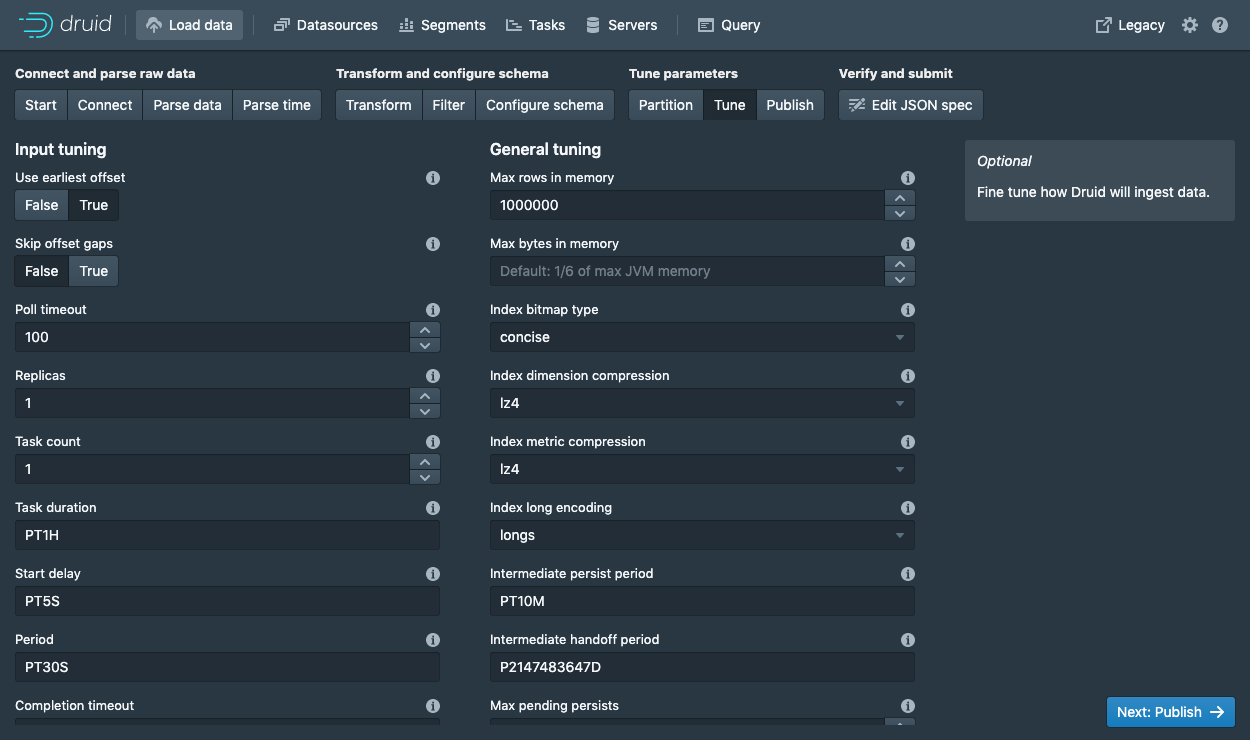 druid
Load data
Datasources
Segments
Tasks
Servers
Query
Legacy
Connect and parse raw data
Start
Connect
Parse data
Parse time
Transform and configure schema
Transform
Filter
Configure schema
Tune parameters
Partition
Tune
Publish
Verify and submit
Edit JSON spec
Input tuning
Use earliest offset
False
True
Skip offset gaps
False
True
Poll timeout
100
Replicas
1
Task count
1
Task duration
PT1H
Start delay
PT5S
Period
PT30S
Completion timeout
General tuning
Max rows in memory
1000000
Max bytes in memory
Default: 1/6 of max JVM memory
Index bitmap type
concise
Index dimension compression
lz4
Index metric compression
lz4
Index long encoding
longs
Intermediate persist period
PT10M
Intermediate handoff period
P2147483647D
Max pending persists
Optional
Fine tune how Druid will ingest data.
Next: Publish